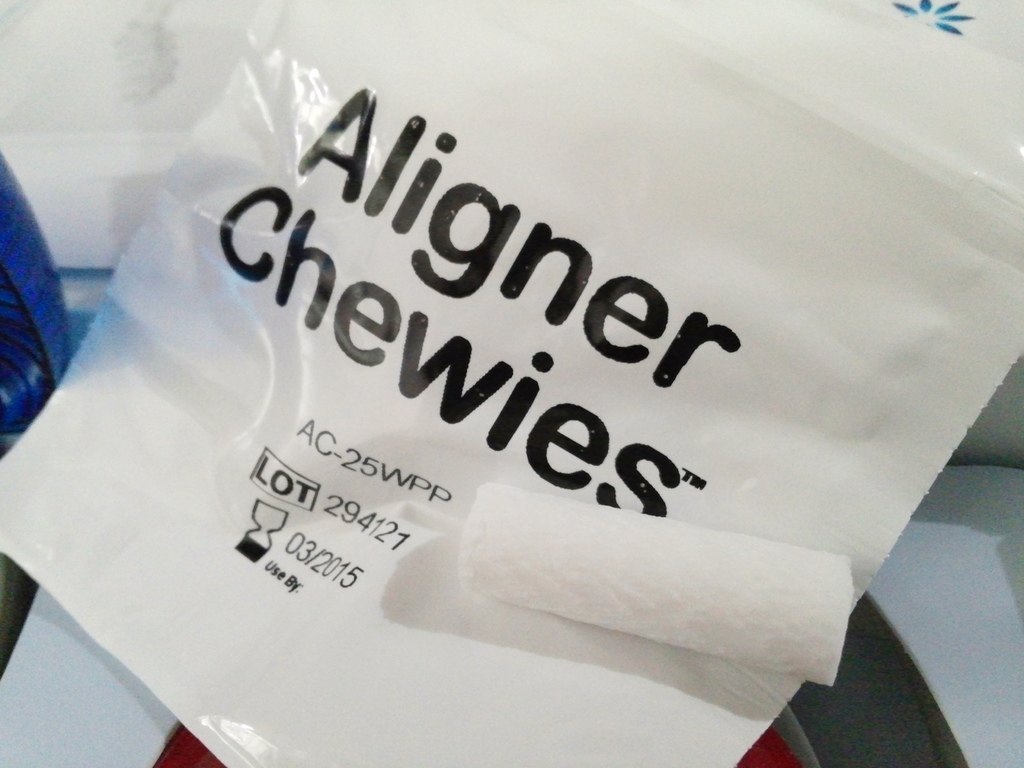 Aligner
Chewies™
AC-25WPP
LOT 294127
03/2015
Use By: